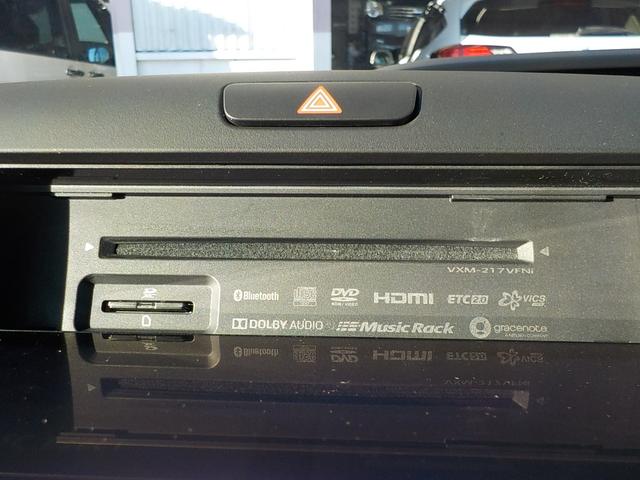 VXM-217VFNi
Bluetooth DVD HDMI ETC2.0 VICS
DOLBY AUDIO Music Rack gracenote